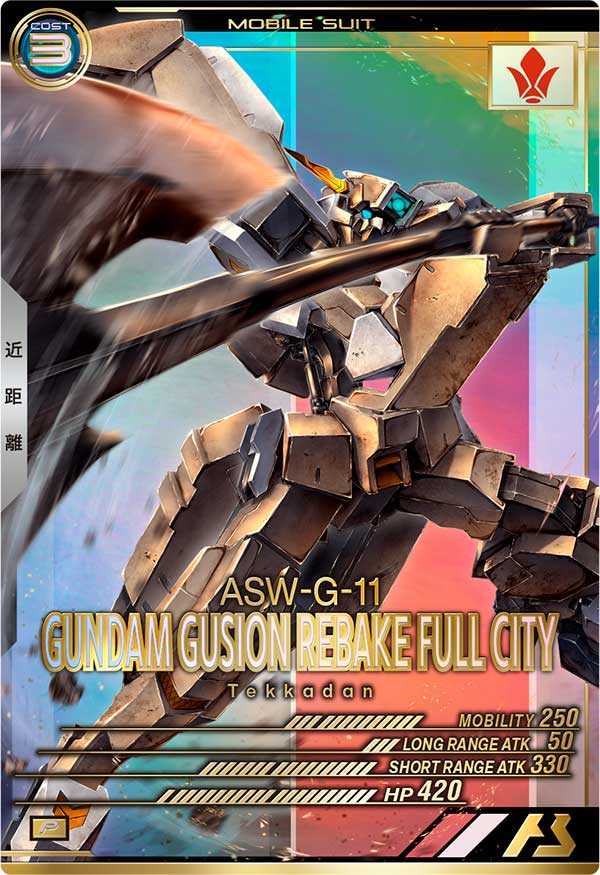 MOBILE SUIT
COST
3
近距離
ASW-G-11
GUNDAM GUSION REBAKE FULL CITY
Tekkadan
MOBILITY 250
LONG RANGE ATK 50
SHORT RANGE ATK 330
HP 420
P